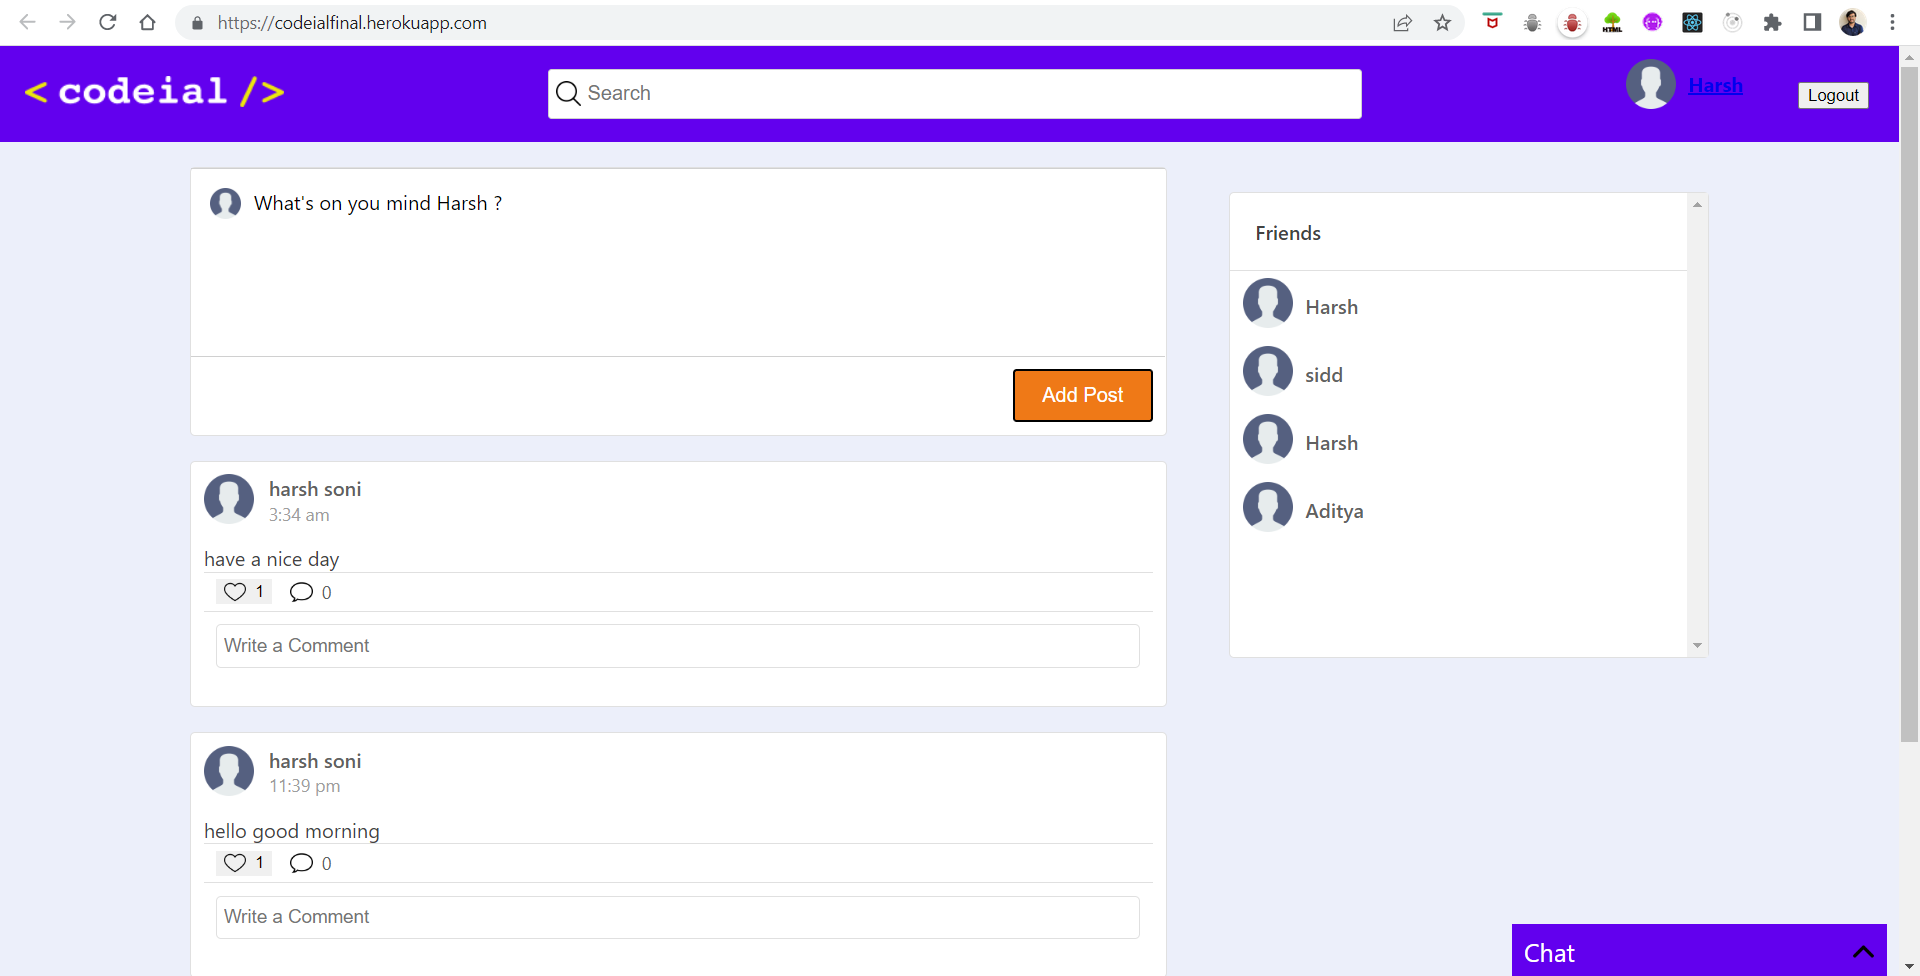 https://codeialfinal.herokuapp.com
HTML
< codeial />
Search
Harsh
Logout
What's on you mind Harsh ?
Add Post
harsh soni
3:34 am
have a nice day
1 0
Write a Comment
harsh soni
11:39 pm
hello good morning
1 0
Write a Comment
Friends
Harsh
sidd
Harsh
Aditya
Chat